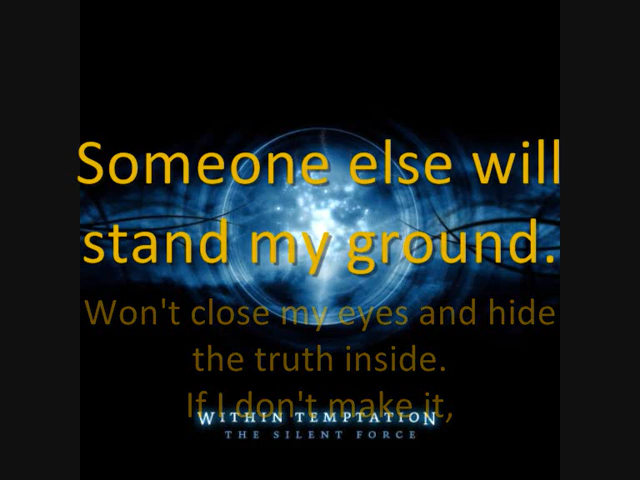 Someone else will
stand my ground.
Won't close my eyes and hide
the truth inside.
If I don't make it,
WITHIN TEMPTATION
THE SILENT FORCE